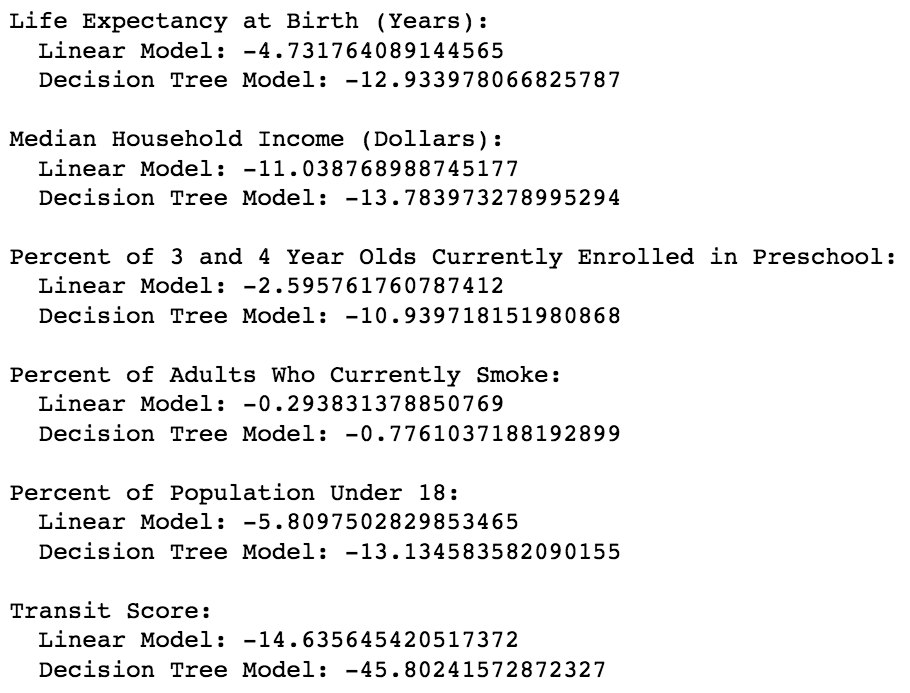 Life Expectancy at Birth (Years):
  Linear Model: -4.731764089144565
  Decision Tree Model: -12.933978066825787

Median Household Income (Dollars):
  Linear Model: -11.038768988745177
  Decision Tree Model: -13.783973278995294

Percent of 3 and 4 Year Olds Currently Enrolled in Preschool:
  Linear Model: -2.595761760787412
  Decision Tree Model: -10.939718151980868

Percent of Adults Who Currently Smoke:
  Linear Model: -0.293831378850769
  Decision Tree Model: -0.7761037188192899

Percent of Population Under 18:
  Linear Model: -5.8097502829853465
  Decision Tree Model: -13.134583582090155

Transit Score:
  Linear Model: -14.635645420517372
  Decision Tree Model: -45.80241572872327